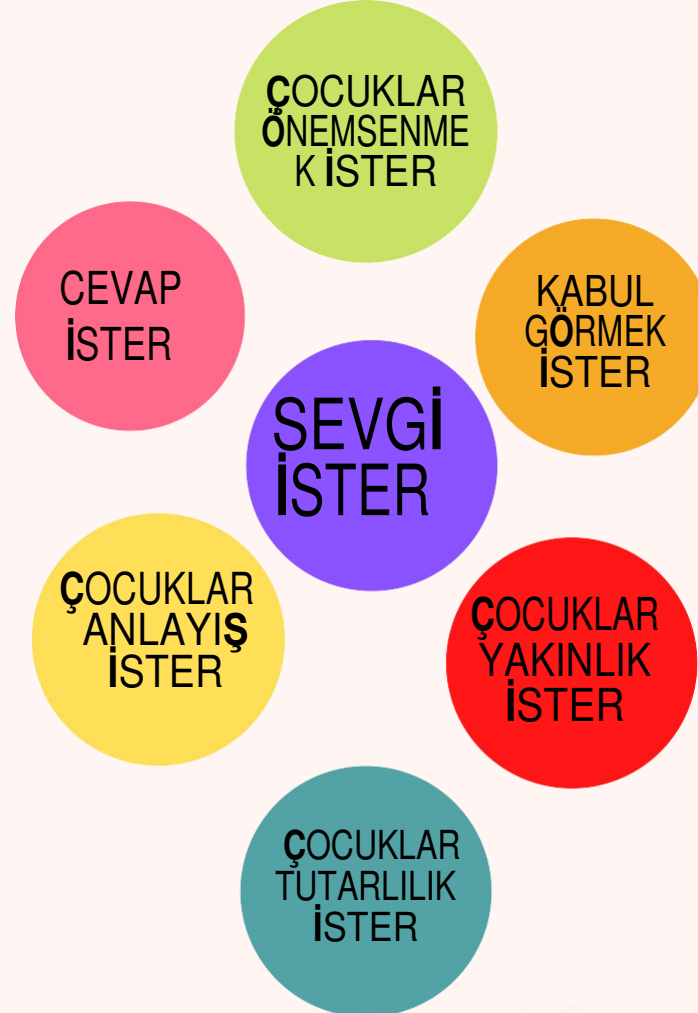 ÇOCUKLAR
ÖNEMSENME
K İSTER
CEVAP
İSTER
KABUL
GÖRMEK
İSTER
SEVGİ
İSTER
ÇOCUKLAR
ANLAYIŞ
İSTER
ÇOCUKLAR
YAKINLIK
İSTER
ÇOCUKLAR
TUTARLILIK
İSTER